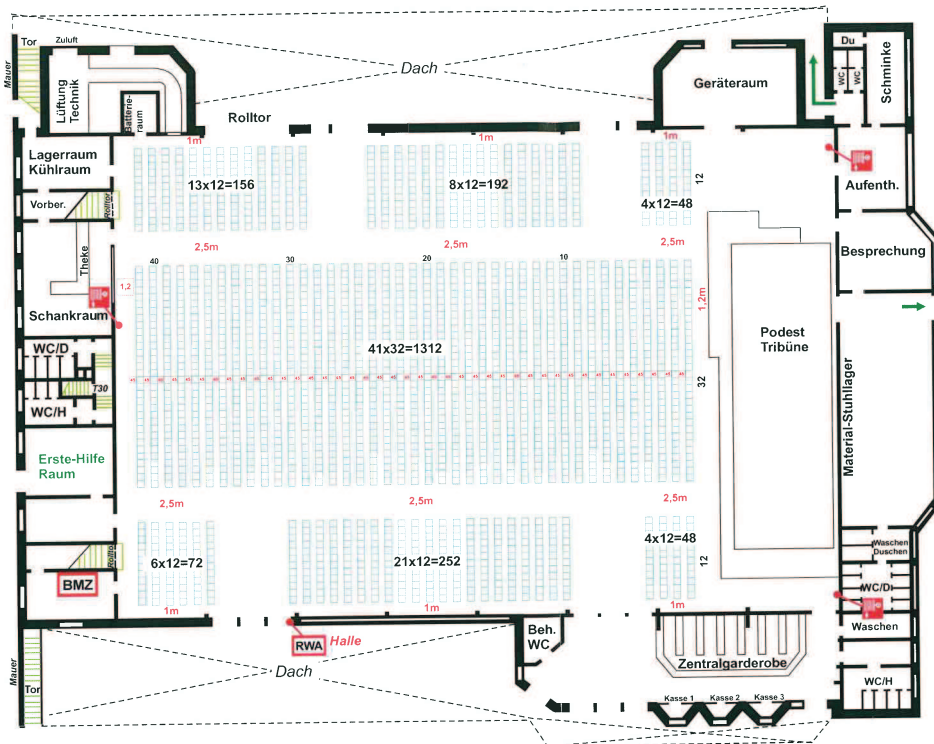 Tor
Zuluft
Mauer
Lüftung
Technik
Batterie-
raum
Dach
Rolltor
Geräteraum
Du
WC
WC
Schminke
1m
1m
1m
Lagerraum
Kühlraum
13x12=156
8x12=192
4x12=48
12
Aufenth.
Vorber.
Rolltor
2,5m
2,5m
2,5m
Besprechung
40
30
20
10
Theke
1,2
1,2m
Schankraum
Podest
Tribüne
41x32=1312
WC/D
T30
32
WC/H
Material-Stuhllager
Erste-Hilfe
Raum
2,5m
2,5m
2,5m
4x12=48
6x12=72
21x12=252
12
Rolltor
BMZ
Waschen
Duschen
WC/D
Waschen
1m
1m
1m
RWA
Halle
Beh.
WC
Zentralgarderobe
WC/H
Mauer
Tor
Dach
Kasse 1
Kasse 2
Kasse 3